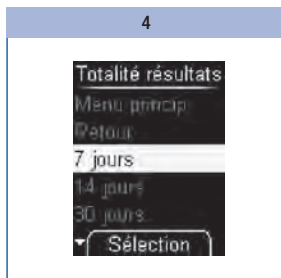 4
Totalité résultats
Menu princip.
Retour
7 jours
14 jours
30 jours
Sélection